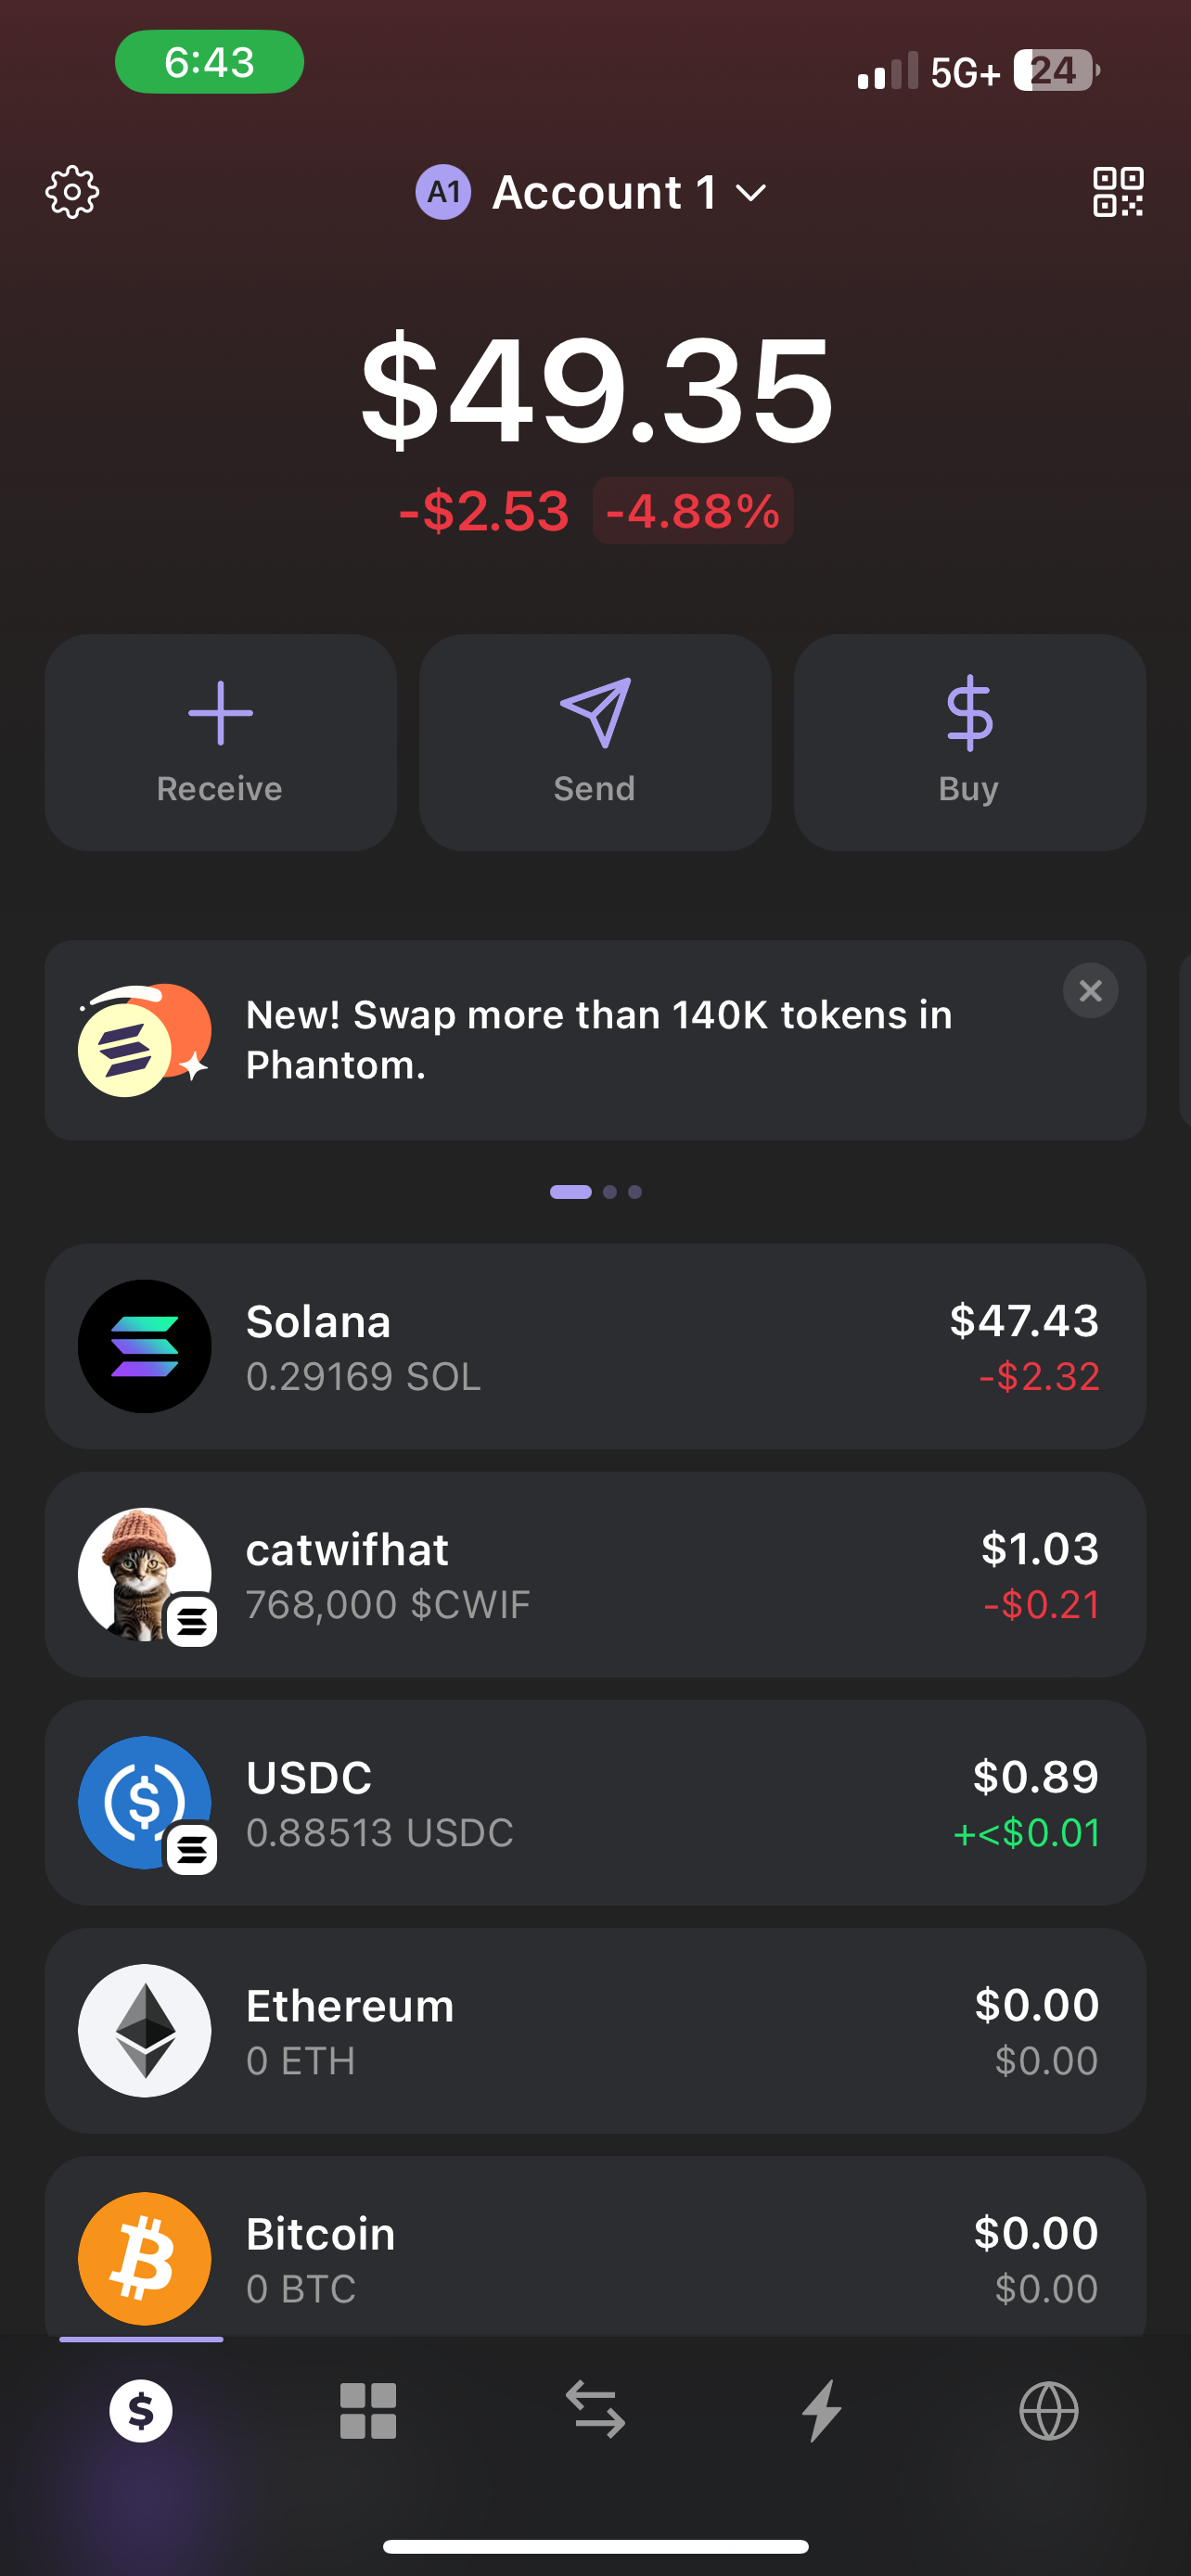 6:43
5G+ 24
A1 Account 1
$49.35
-$2.53 -4.88%
Receive
Send
Buy
New! Swap more than 140K tokens in
Phantom.
Solana
$47.43
0.29169 SOL
-$2.32
catwifhat
$1.03
768,000 $CWIF
-$0.21
USDC
$0.89
0.88513 USDC
+<$0.01
Ethereum
$0.00
0 ETH
$0.00
Bitcoin
$0.00
0 BTC
$0.00